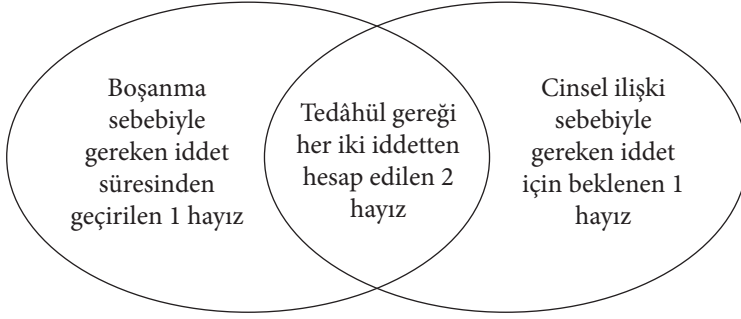 Boşanma
sebebiyle
gereken iddet
süresinden
geçirilen 1 hayız
Tedâhül gereği
her iki iddetten
hesap edilen 2
hayız
Cinsel ilişki
sebebiyle
gereken iddet
için beklenen 1
hayız